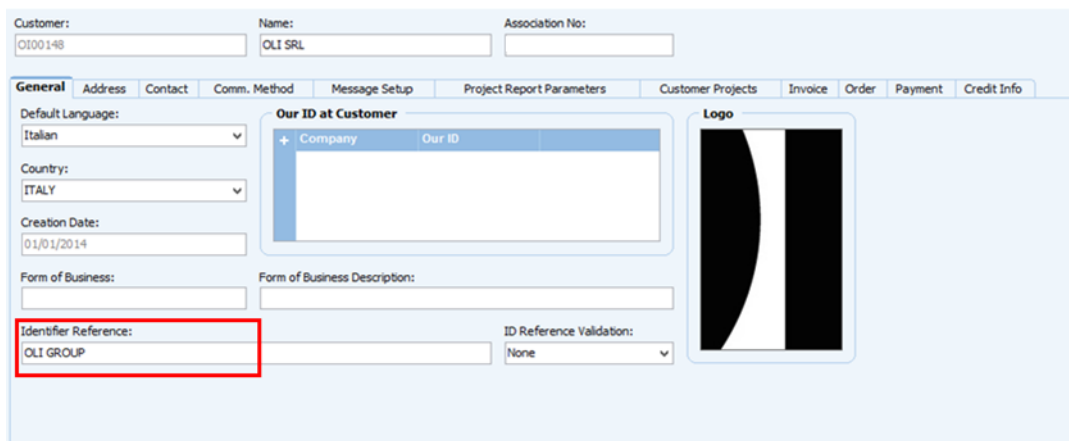 Customer: Name: Association No:
OI00148 OLI SRL
General Address Contact Comm. Method Message Setup Project Report Parameters Customer Projects Invoice Order Payment Credit Info
Default Language: Our ID at Customer Logo
Italian + Company Our ID
Country:
ITALY
Creation Date:
01/01/2014
Form of Business: Form of Business Description:
Identifier Reference: ID Reference Validation:
OLI GROUP None